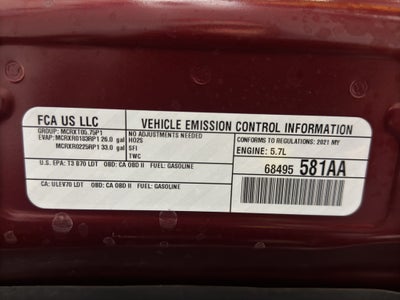 FCA US LLC
VEHICLE EMISSION CONTROL INFORMATION
GROUP: MCRXT05.75P1
EVAP: MCRXR0183RP1 26.0 gal
MCRXR0225RP1 33.0 gal
NO ADJUSTMENTS NEEDED
HO2S
SFI
TWC
CONFORMS TO REGULATIONS: 2021 MY
ENGINE: 5.7L
U.S. EPA: T3 B70 LDT OBD: CA OBD II FUEL: GASOLINE
68495 581AA
CA: ULEV70 LDT OBD: CA OBD II FUEL: GASOLINE